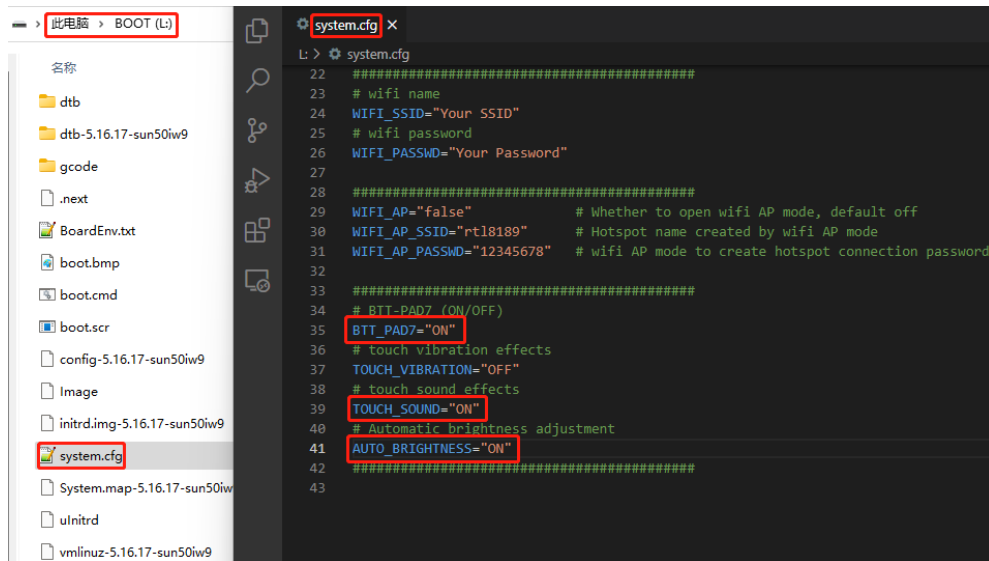 此电脑 › BOOT (L:)
名称
dtb
dtb-5.16.17-sun50iw9
gcode
.next
BoardEnv.txt
boot.bmp
boot.cmd
boot.scr
config-5.16.17-sun50iw9
Image
initrd.img-5.16.17-sun50iw9
system.cfg
System.map-5.16.17-sun50iw
uInitrd
vmlinuz-5.16.17-sun50iw9
system.cfg ×
L: > system.cfg
22 ###########################################
23 # wifi name
24 WIFI_SSID="Your SSID"
25 # wifi password
26 WIFI_PASSWD="Your Password"
27
28 ###########################################
29 WIFI_AP="false" # Whether to open wifi AP mode, default off
30 WIFI_AP_SSID="rtl8189" # Hotspot name created by wifi AP mode
31 WIFI_AP_PASSWD="12345678" # wifi AP mode to create hotspot connection password
32
33 ###########################################
34 # BTT-PAD7 (ON/OFF)
35 BTT_PAD7="ON"
36 # touch vibration effects
37 TOUCH_VIBRATION="OFF"
38 # touch sound effects
39 TOUCH_SOUND="ON"
40 # Automatic brightness adjustment
41 AUTO_BRIGHTNESS="ON"
42 ###########################################
43